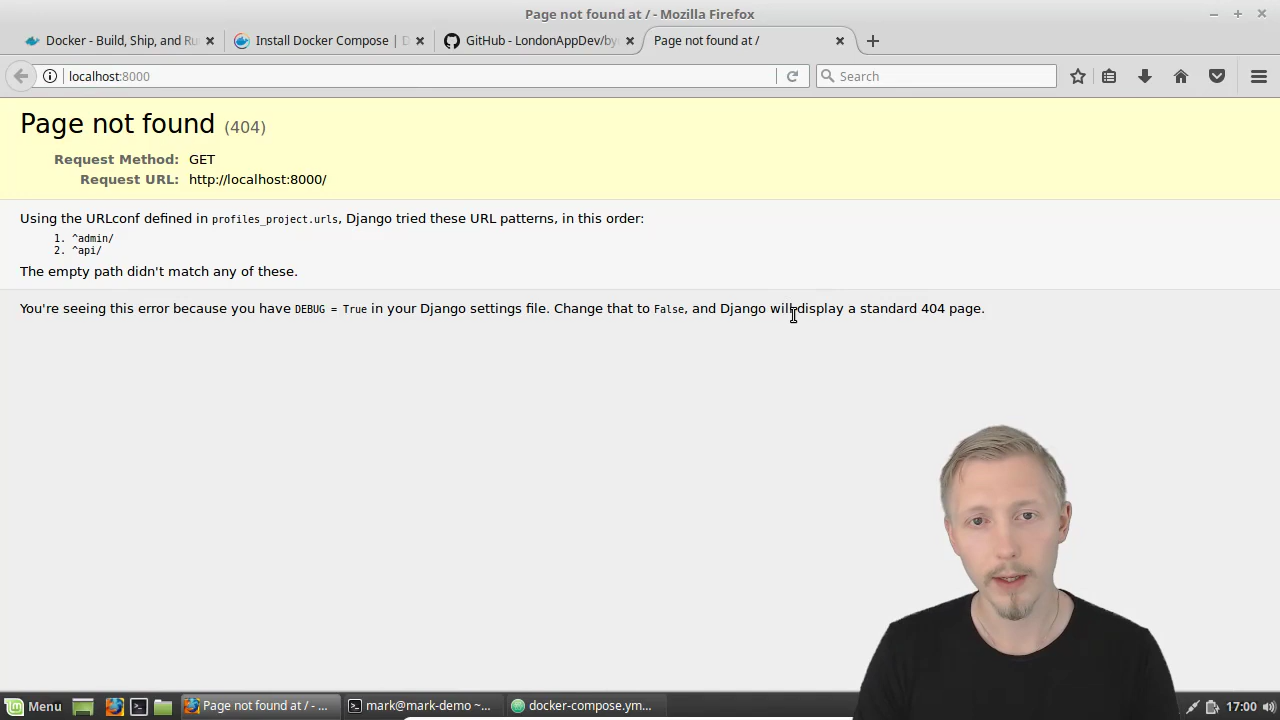 Page not found at / - Mozilla Firefox
Docker - Build, Ship, and Ru
Install Docker Compose | D
GitHub - LondonAppDev/by
Page not found at /
localhost:8000
Search
Page not found (404)
Request Method: GET
Request URL: http://localhost:8000/
Using the URLconf defined in profiles_project.urls, Django tried these URL patterns, in this order:
1. ^admin/
2. ^api/
The empty path didn't match any of these.
You're seeing this error because you have DEBUG = True in your Django settings file. Change that to False, and Django will display a standard 404 page.
Menu
Page not found at / - ...
mark@mark-demo ~...
docker-compose.ym...
17:00